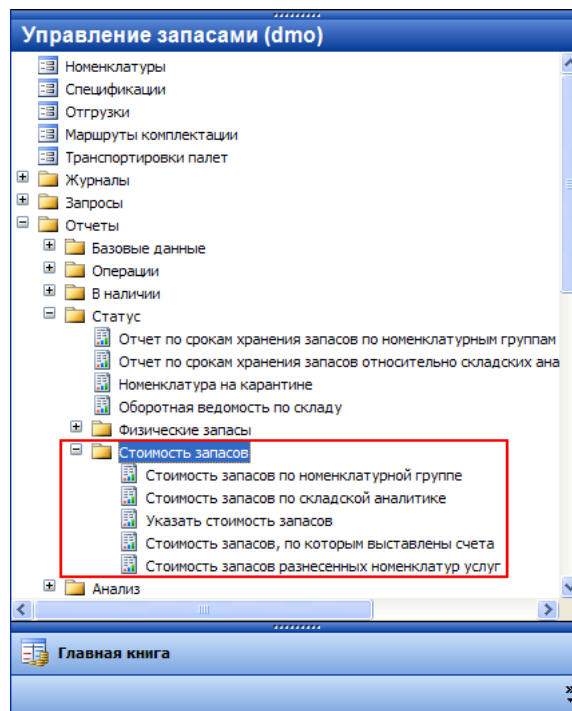 Управление запасами (dmo)
Номенклатуры
Спецификации
Отгрузки
Маршруты комплектации
Транспортировки палет
Журналы
Запросы
Отчеты
Базовые данные
Операции
В наличии
Статус
Отчет по срокам хранения запасов по номенклатурным группам
Отчет по срокам хранения запасов относительно складских ана
Номенклатура на карантине
Оборотная ведомость по складу
Физические запасы
Стоимость запасов
Стоимость запасов по номенклатурной группе
Стоимость запасов по складской аналитике
Указать стоимость запасов
Стоимость запасов, по которым выставлены счета
Стоимость запасов разнесенных номенклатур услуг
Анализ
Главная книга